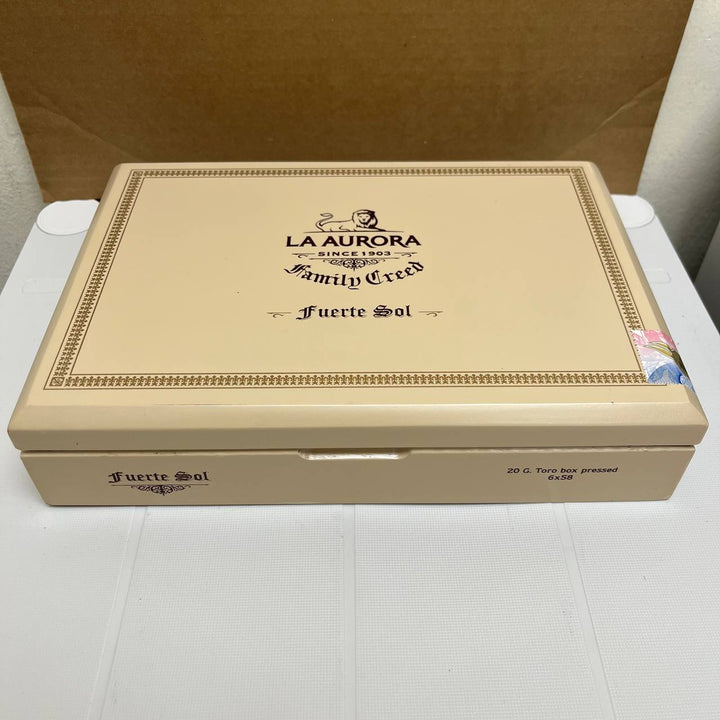 LA AURORA
SINCE 1903
Family Creed
Fuerte Sol
Fuerte Sol
20 G. Toro box pressed
6x58